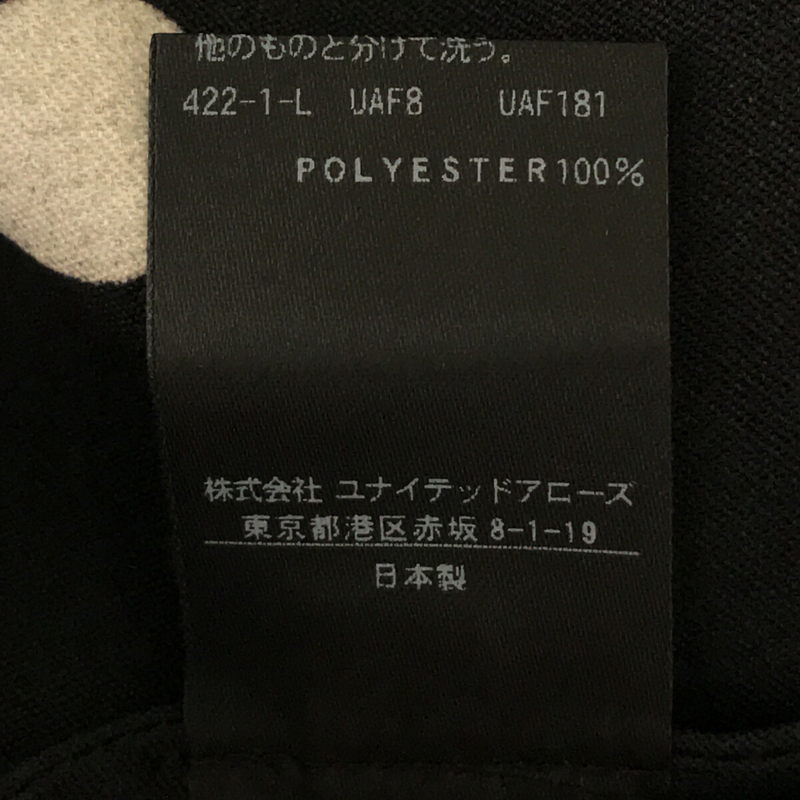 他のものと分けて洗う。
422-1-L UAF8 UAF181
POLYESTER100%
株式会社 ユナイテッドアローズ
東京都港区赤坂 8-1-19
日本製